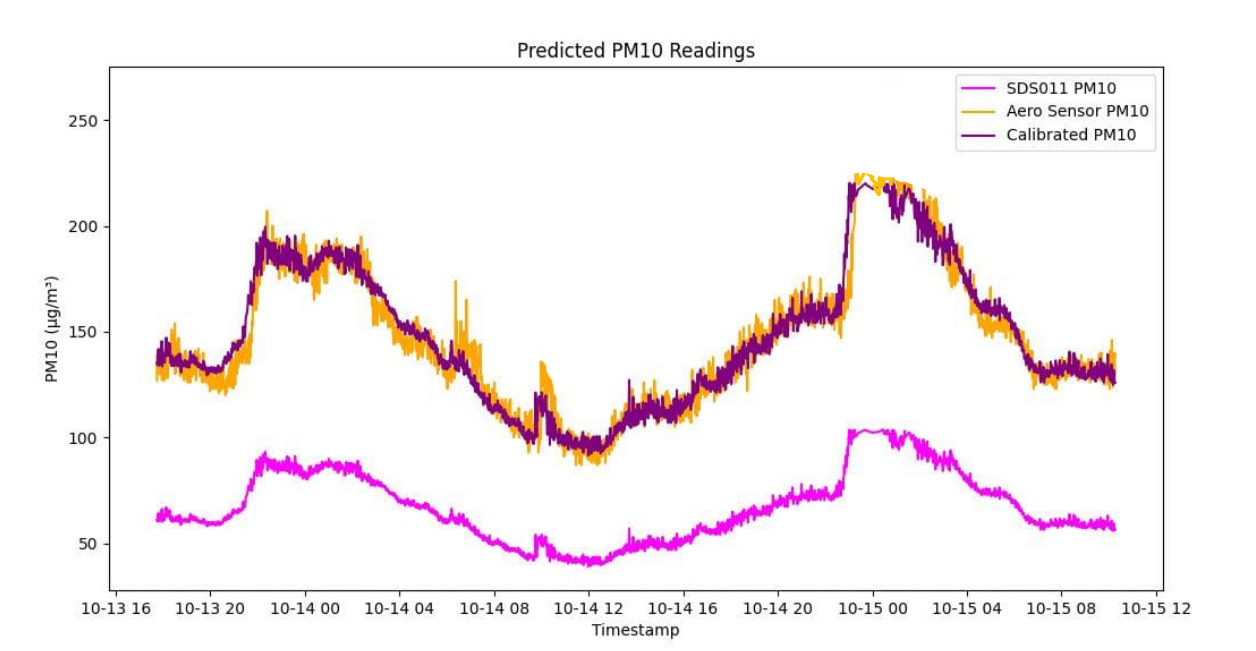 Predicted PM10 Readings
SDS011 PM10
Aero Sensor PM10
Calibrated PM10
PM10 (µg/m³)
250
200
150
100
50
10-13 16 10-13 20 10-14 00 10-14 04 10-14 08 10-14 12 10-14 16 10-14 20 10-15 00 10-15 04 10-15 08 10-15 12
Timestamp